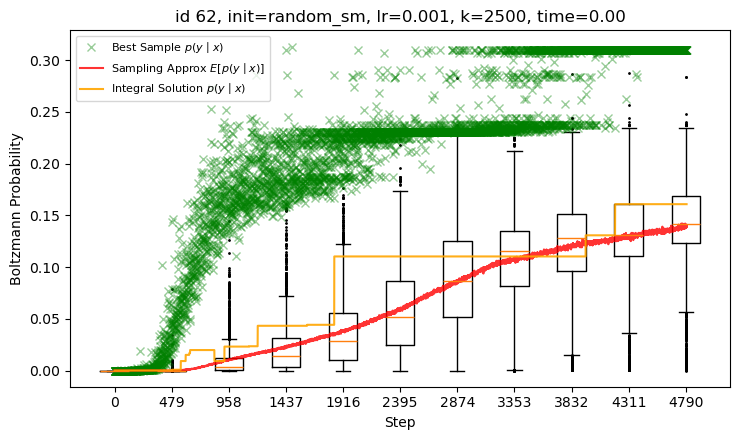 id 62, init=random_sm, lr=0.001, k=2500, time=0.00
Best Sample p(y | x)
Sampling Approx E[p(y | x)]
Integral Solution p(y | x)
Boltzmann Probability
0.30
0.25
0.20
0.15
0.10
0.05
0.00
0 479 958 1437 1916 2395 2874 3353 3832 4311 4790
Step